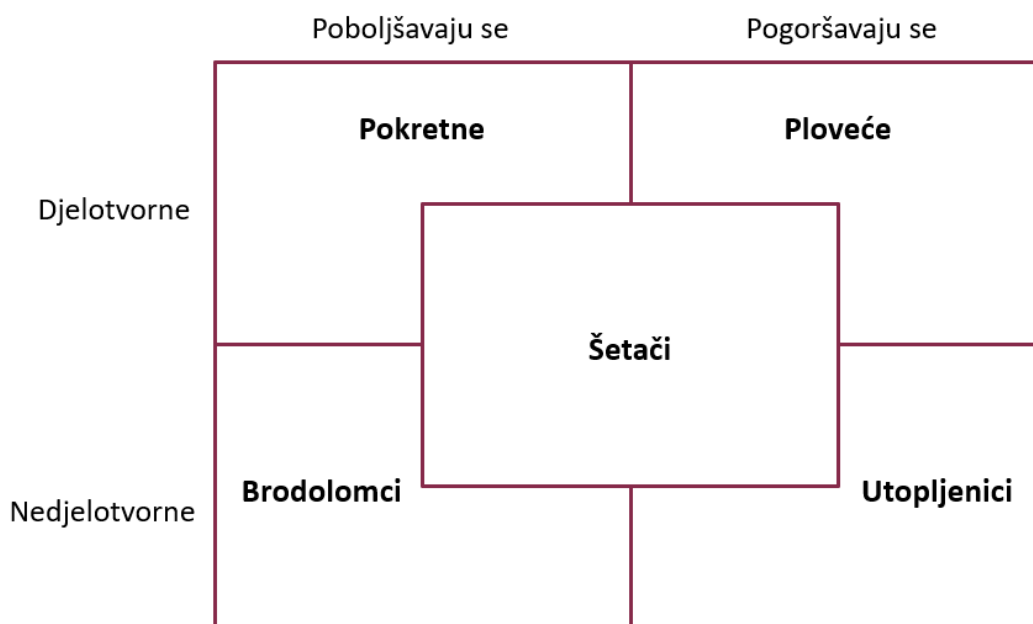 Poboljšavaju se
Pogoršavaju se
Pokretne
Ploveće
Djelotvorne
Šetači
Brodolomci
Utopljenici
Nedjelotvorne